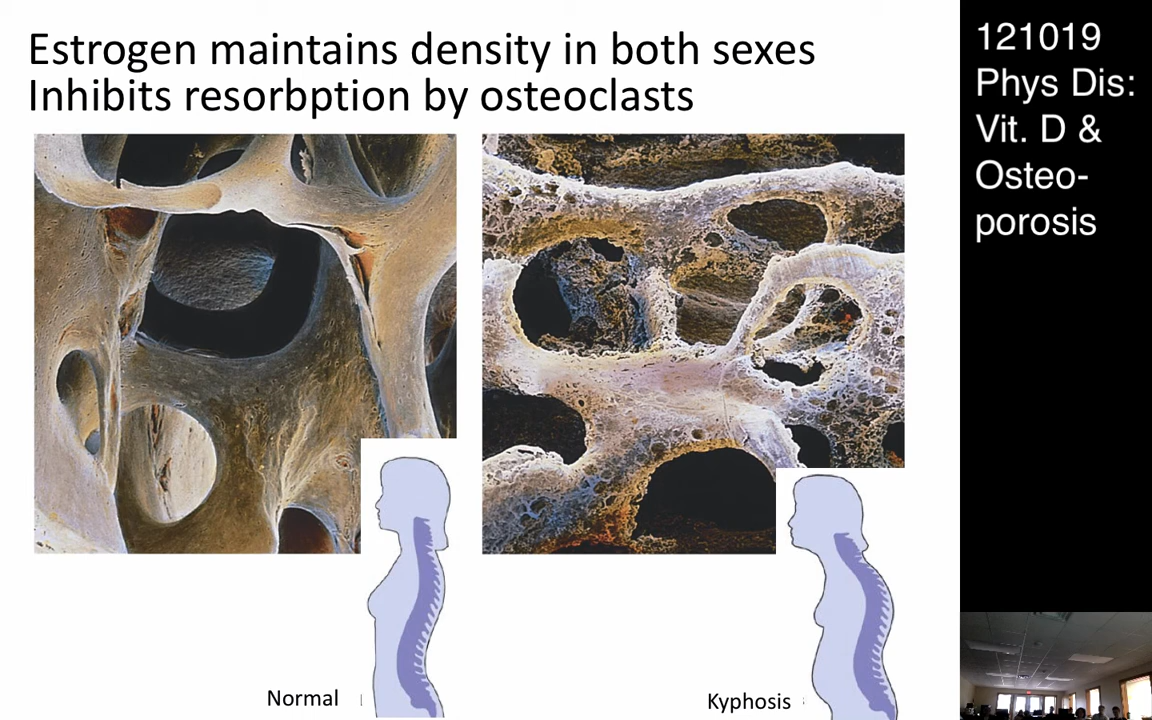 Estrogen maintains density in both sexes
Inhibits resorbption by osteoclasts
Normal
Kyphosis
121019
Phys Dis:
Vit. D &
Osteo-
porosis